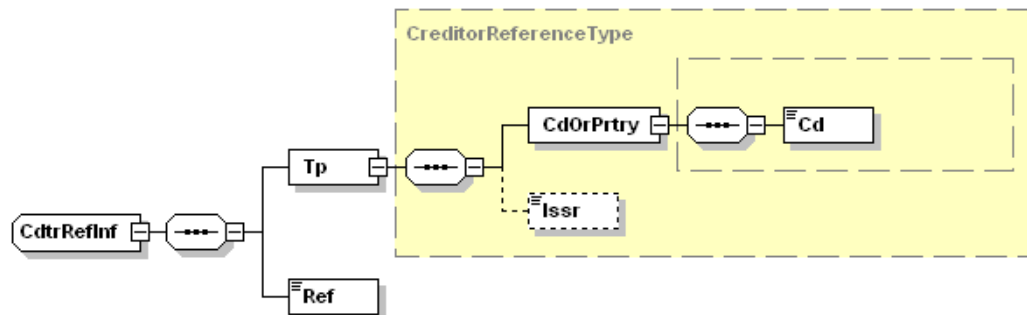 CreditorReferenceType
CdOrPrtry
Cd
Tp
Issr
CdtrRefInf
Ref